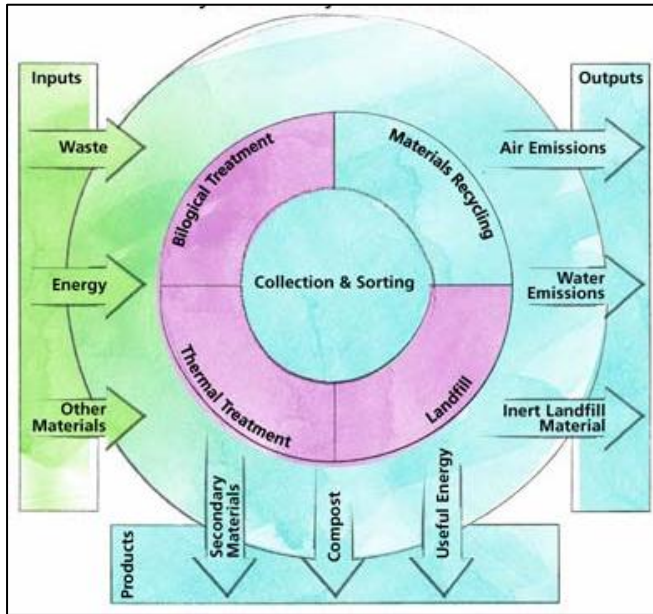 Inputs
Outputs
Waste
Energy
Other
Materials
Bilogical Treatment
Materials Recycling
Collection & Sorting
Thermal Treatment
Landfill
Air Emissions
Water
Emissions
Inert Landfill
Material
Products
Secondary
Materials
Compost
Useful Energy